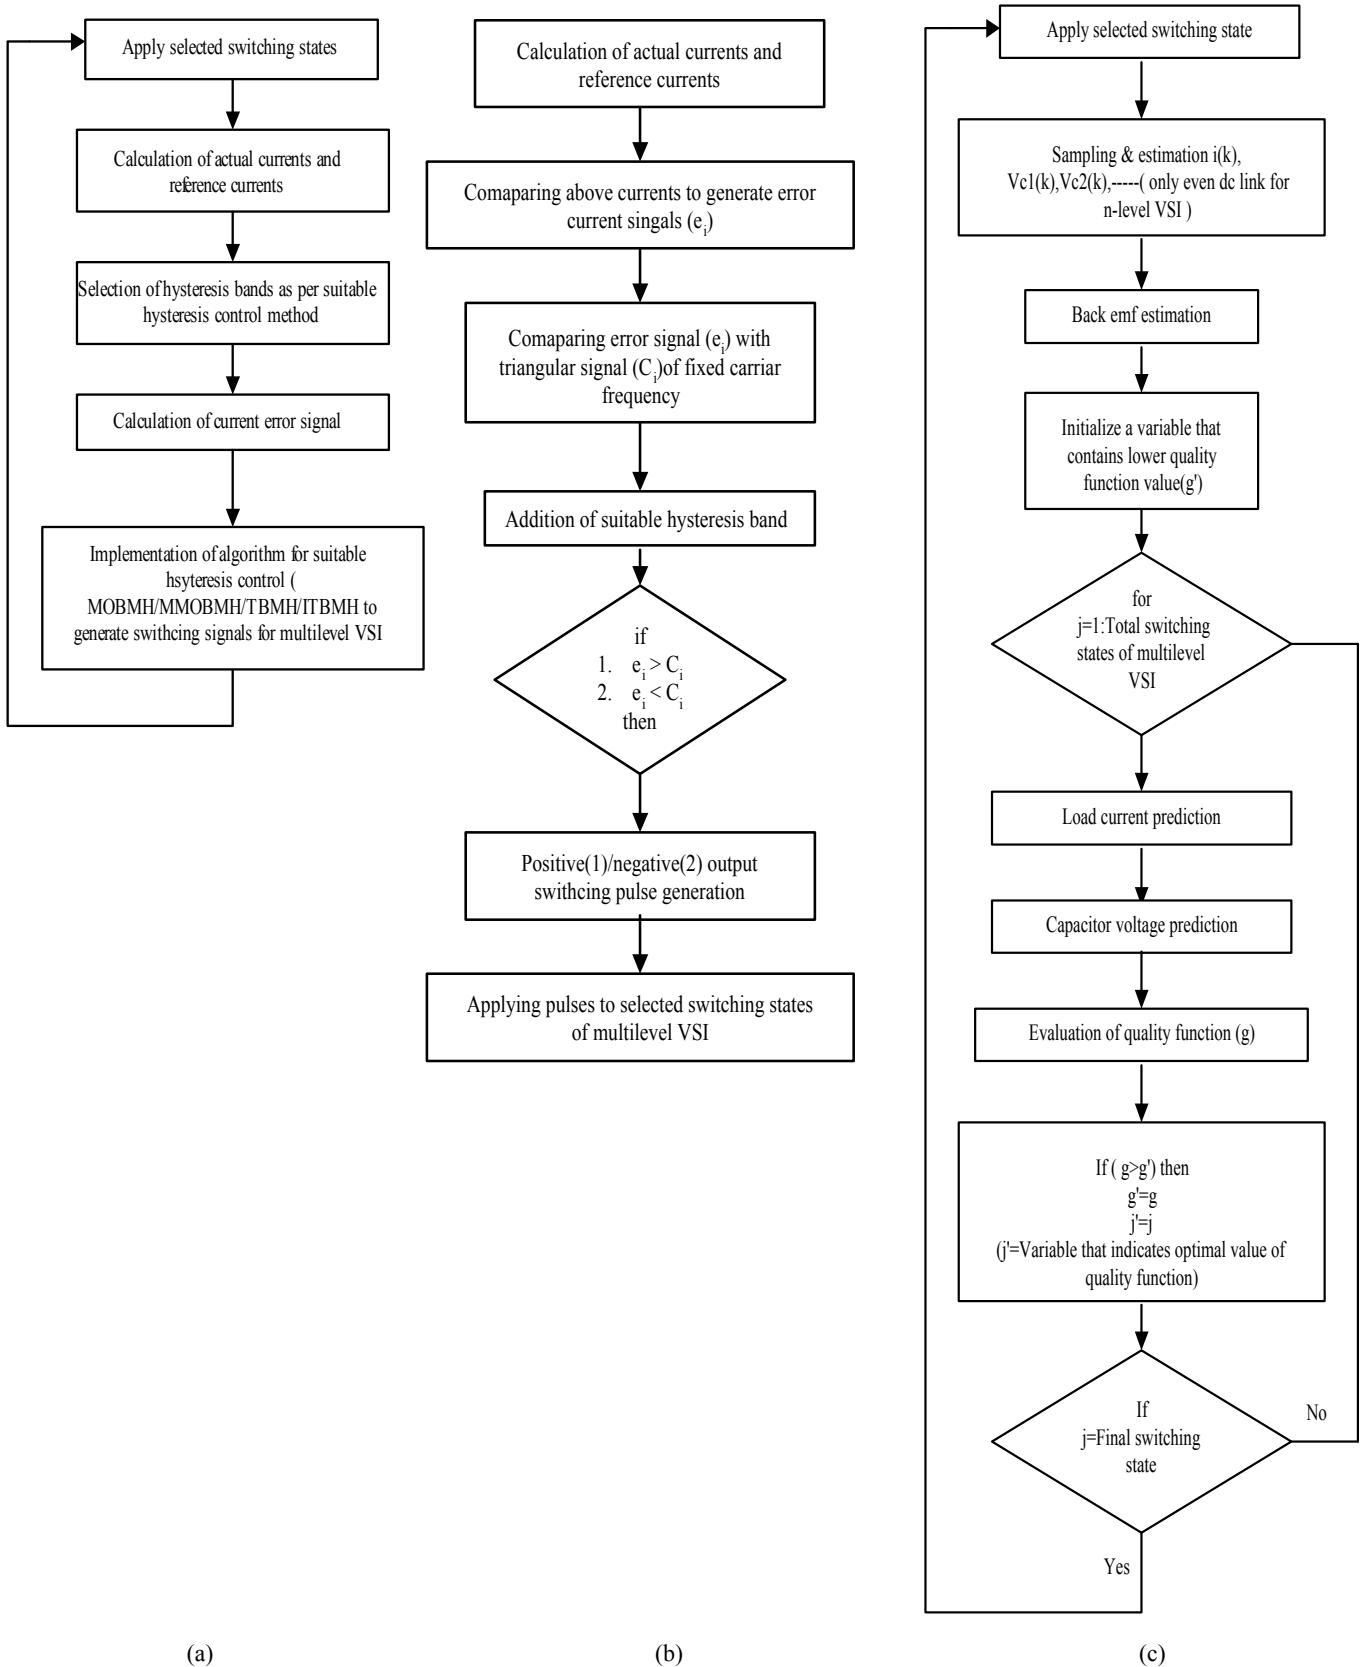 Apply selected switching states
Calculation of actual currents and
reference currents
Selection of hysteresis bands as per suitable
hysteresis control method
Calculation of current error signal
Implementation of algorithm for suitable
hsyteresis control (
MOBMH/MMOBMH/TBMH/ITBMH to
generate swithcing signals for multilevel VSI
(a)
Calculation of actual currents and
reference currents
Comaparing above currents to generate error
current singals (e_i)
Comaparing error signal (e_i) with
triangular signal (C_i)of fixed carriar
frequency
Addition of suitable hysteresis band
if
1. e_i > C_i
2. e_i < C_i
then
Positive(1)/negative(2) output
swithcing pulse generation
Applying pulses to selected switching states
of multilevel VSI
(b)
Apply selected switching state
Sampling & estimation i(k),
Vc1(k),Vc2(k),-----( only even dc link for
n-level VSI )
Back emf estimation
Initialize a variable that
contains lower quality
function value(g')
for
j=1:Total switching
states of multilevel
VSI
Load current prediction
Capacitor voltage prediction
Evaluation of quality function (g)
If ( g>g') then
g'=g
j'=j
(j'=Variable that indicates optimal value of
quality function)
If
j=Final switching
state
No
Yes
(c)